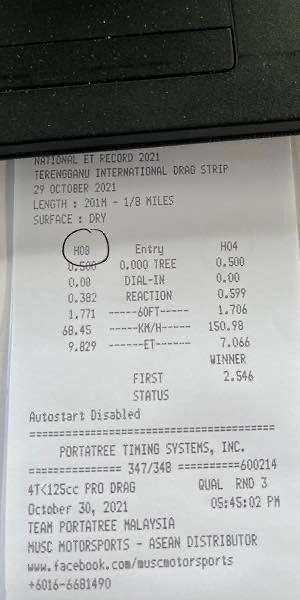 NATIONAL ET RECORD 2021
TERENGGANU INTERNATIONAL DRAG STRIP
29 OCTOBER 2021
LENGTH : 201M - 1/8 MILES
SURFACE : DRY
H08 Entry H04
0.500 0.000 TREE 0.500
0.00 DIAL-IN 0.00
0.382 REACTION 0.599
1.771 -----60FT----- 1.706
68.45 -----KM/H----- 150.98
9.829 ------ET------ 7.066
WINNER
FIRST 2.546
STATUS
Autostart Disabled
=======================================
PORTATREE TIMING SYSTEMS, INC.
=============== 347/348 ==========600214
4T<125cc PRO DRAG QUAL RND 3
October 30, 2021 05:45:02 PM
TEAM PORTATREE MALAYSIA
MUSC MOTORSPORTS - ASEAN DISTRIBUTOR
www.facebook.com/muscmotorsports
+6016-6681490